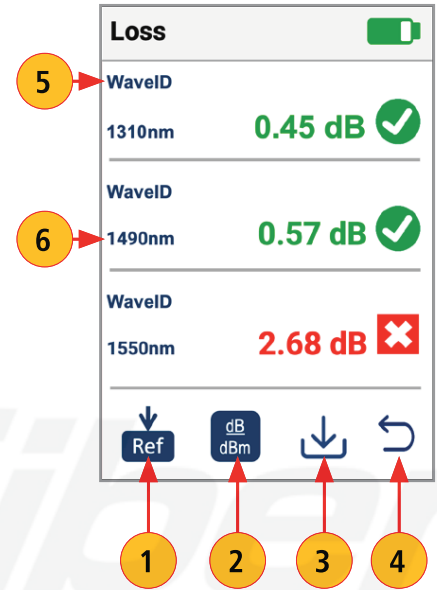 Loss
5
WaveID
1310nm 0.45 dB
WaveID
6
1490nm 0.57 dB
WaveID
1550nm 2.68 dB
Ref
dB
dBm
1 2 3 4